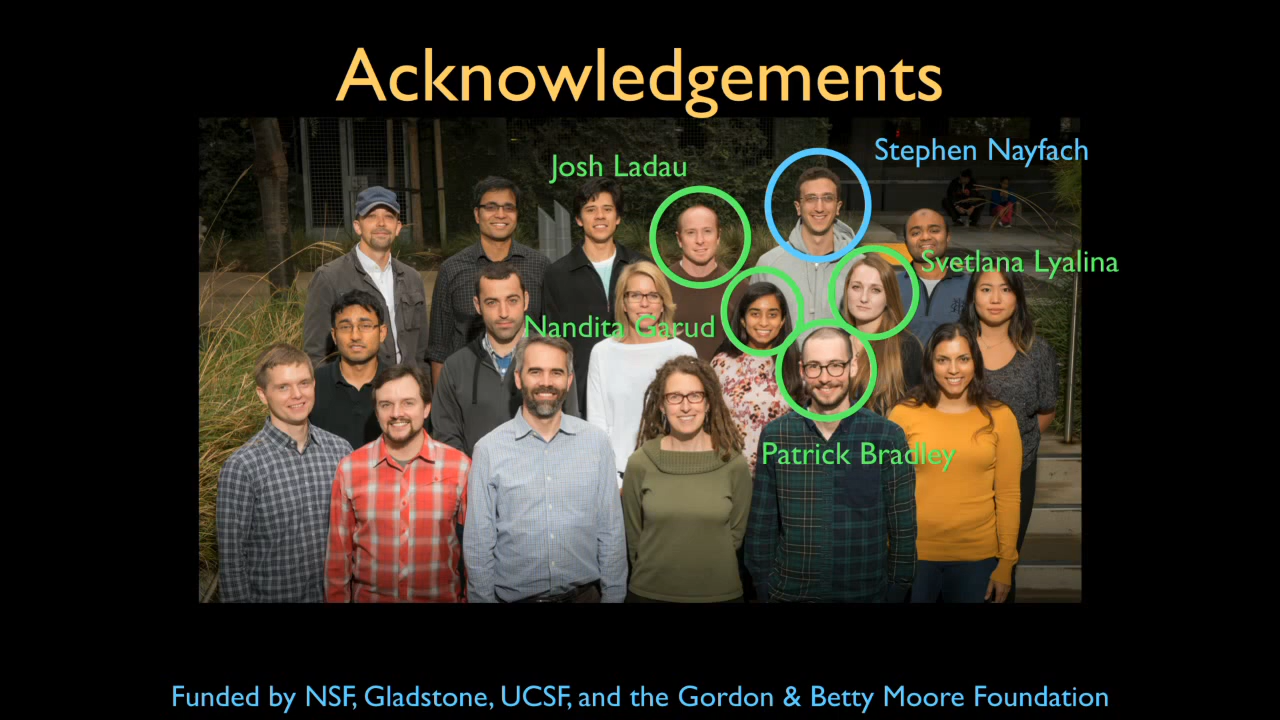 Acknowledgements
Stephen Nayfach
Josh Ladau
Svetlana Lyalina
Nandita Garud
Patrick Bradley
Funded by NSF, Gladstone, UCSF, and the Gordon & Betty Moore Foundation